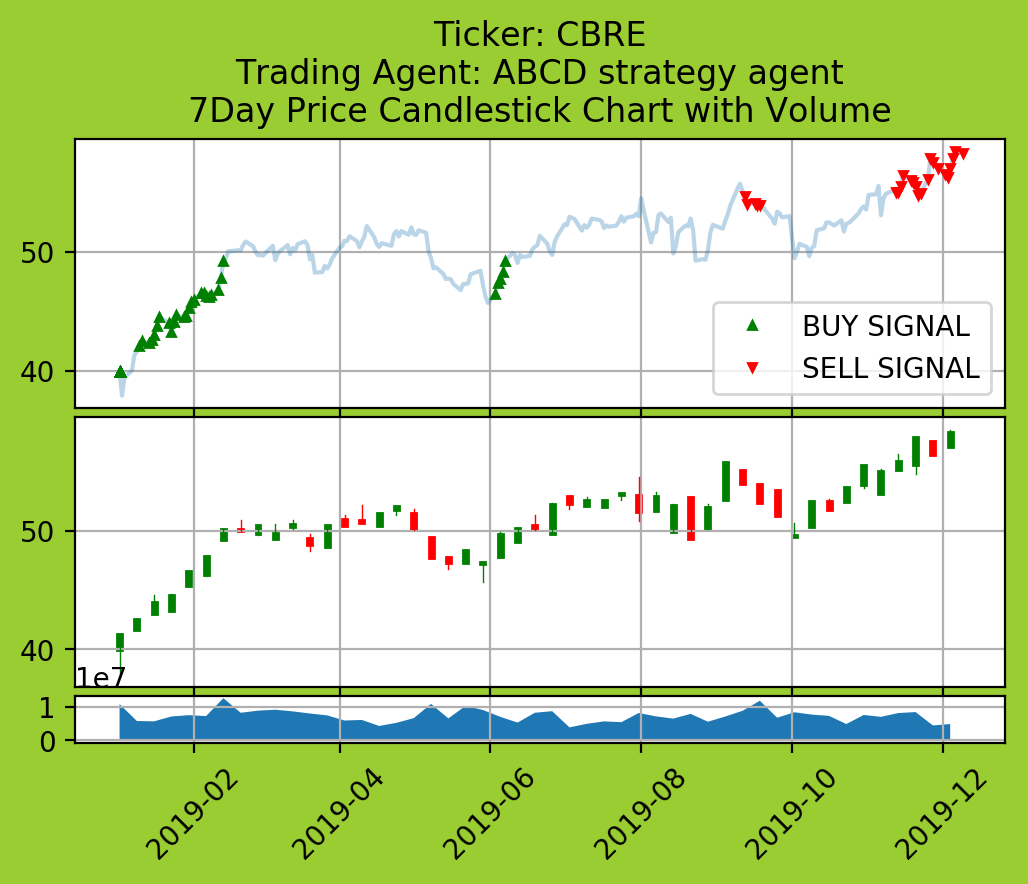 Ticker: CBRE
Trading Agent: ABCD strategy agent
7Day Price Candlestick Chart with Volume
50
40
BUY SIGNAL
SELL SIGNAL
50
40
1e7
1
0
2019-02
2019-04
2019-06
2019-08
2019-10
2019-12